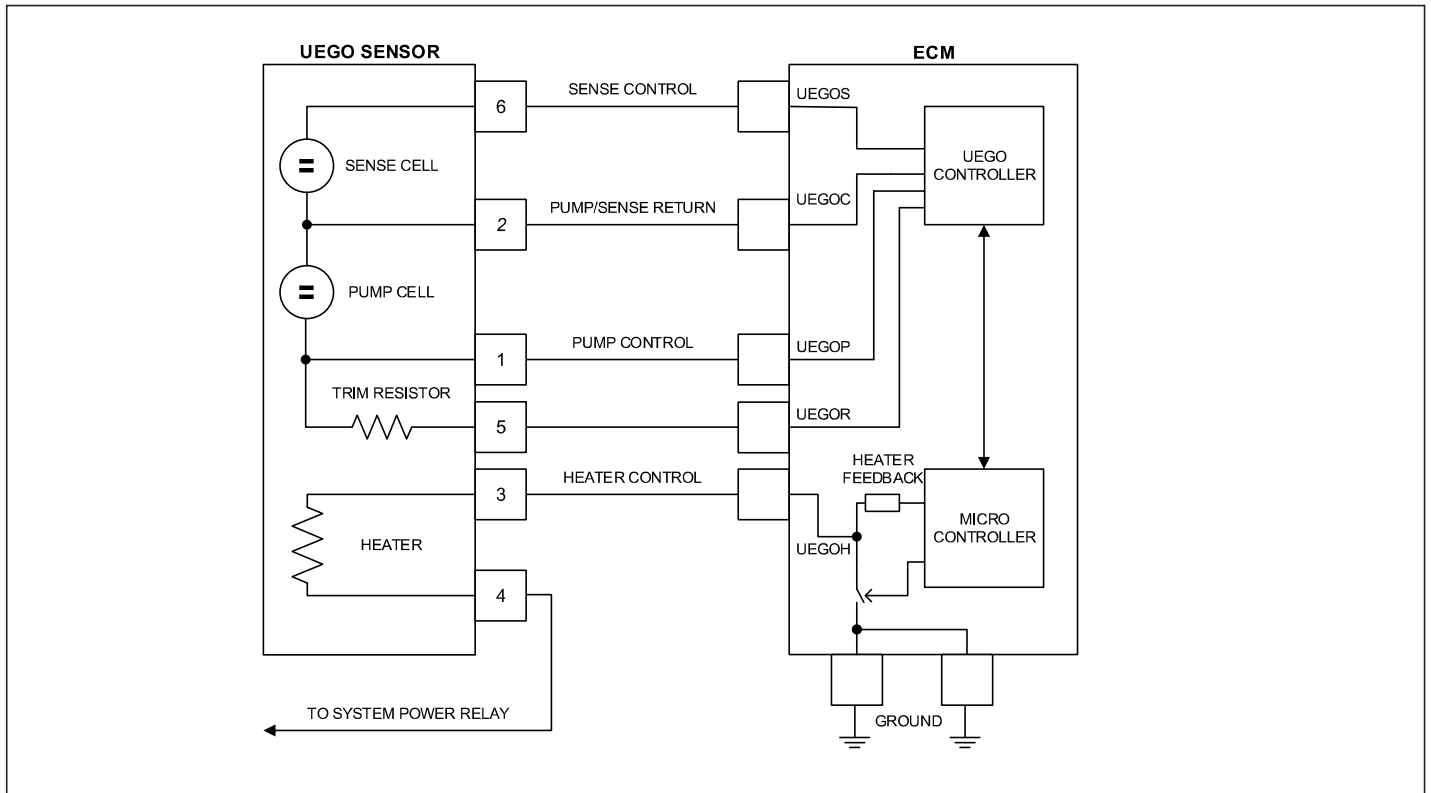 UEGO SENSOR
ECM
6
SENSE CONTROL
UEGOS
SENSE CELL
UEGO
CONTROLLER
2
PUMP/SENSE RETURN
UEGOC
PUMP CELL
1
PUMP CONTROL
UEGOP
TRIM RESISTOR
5
UEGOR
3
HEATER CONTROL
HEATER
FEEDBACK
MICRO
CONTROLLER
HEATER
UEGOH
4
TO SYSTEM POWER RELAY
GROUND